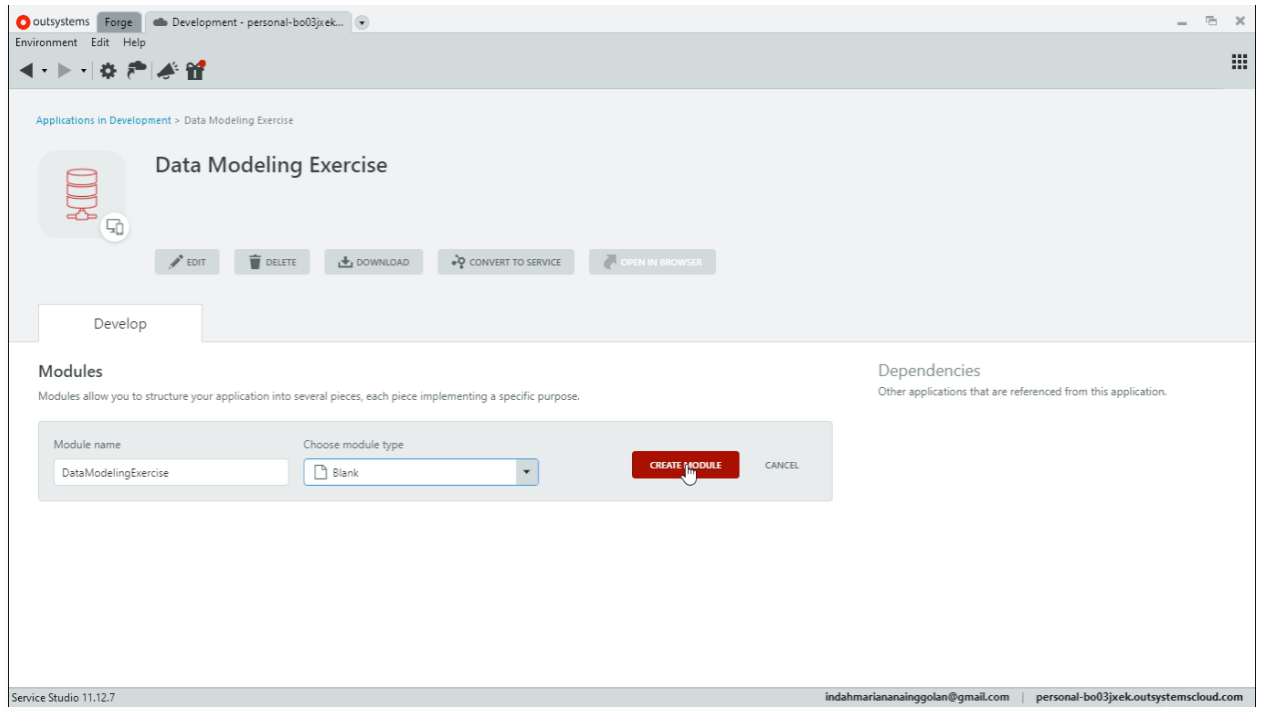 outsystems Forge Development - personal-bo03jxek...
Environment Edit Help
Applications in Development > Data Modeling Exercise
Data Modeling Exercise
EDIT DELETE DOWNLOAD CONVERT TO SERVICE OPEN IN BROWSER
Develop
Modules
Modules allow you to structure your application into several pieces, each piece implementing a specific purpose.
Module name Choose module type
DataModelingExercise Blank CREATE MODULE CANCEL
Dependencies
Other applications that are referenced from this application.
Service Studio 11.12.7 indahmariananainggolan@gmail.com | personal-bo03jxek.outsystemscloud.com